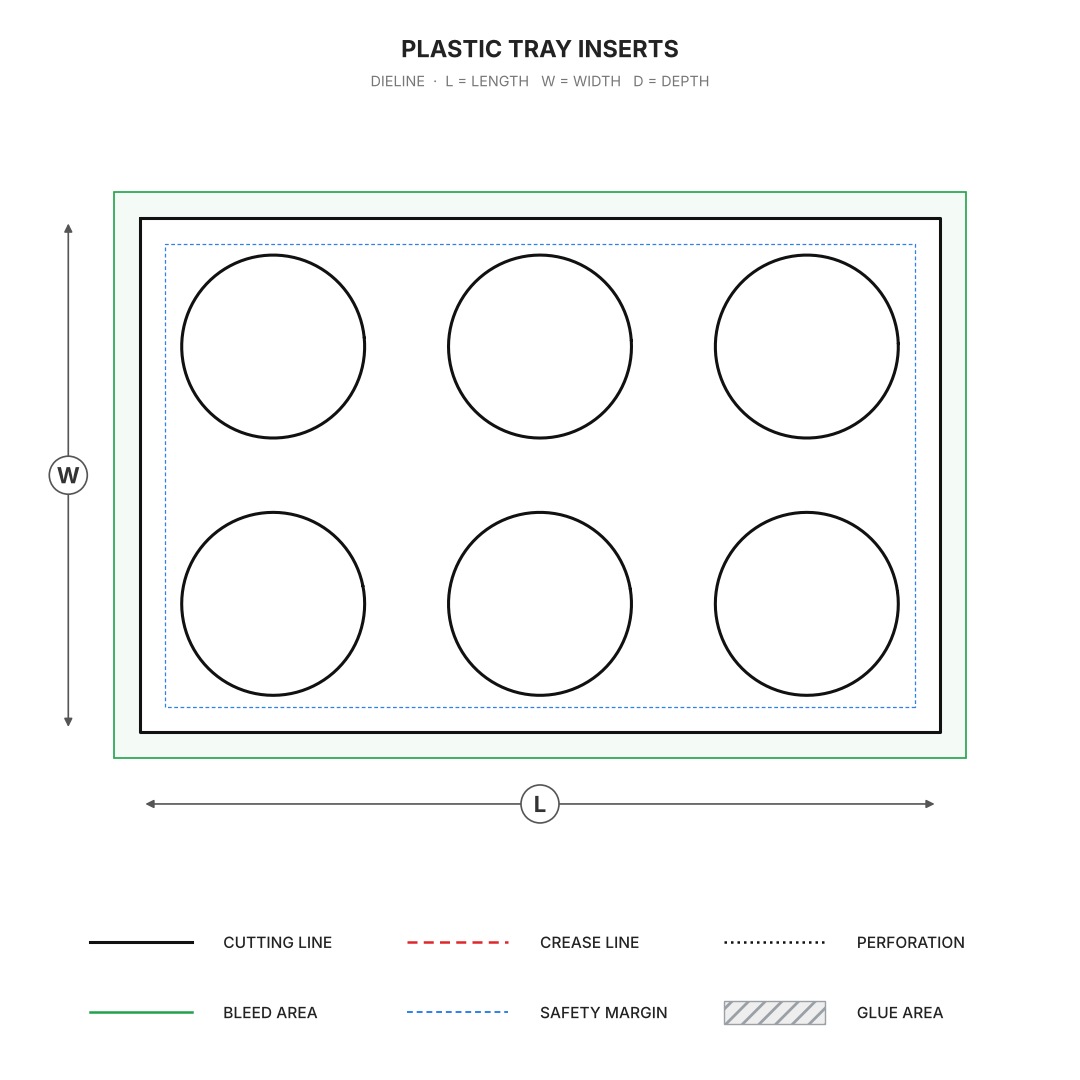 PLASTIC TRAY INSERTS
DIELINE · L = LENGTH W = WIDTH D = DEPTH
W
L
CUTTING LINE
CREASE LINE
PERFORATION
BLEED AREA
SAFETY MARGIN
GLUE AREA